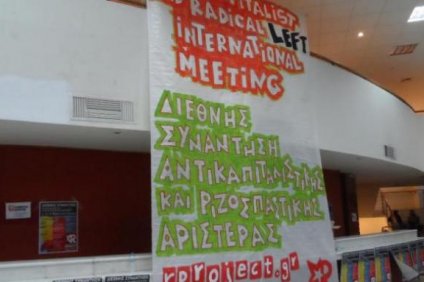 & RADICAL LEFT
INTERNATIONAL
MEETING
ΔΙΕΘΝΗΣ
ΣΥΝΑΝΤΗΣΗ
ΑΝΤΙΚΑΠΙΤΑΛΙΣΤΙΚΗΣ
ΚΑΙ ΡΙΖΟΣΠΑΣΤΙΚΗΣ
ΑΡΙΣΤΕΡΑΣ
rproject.gr